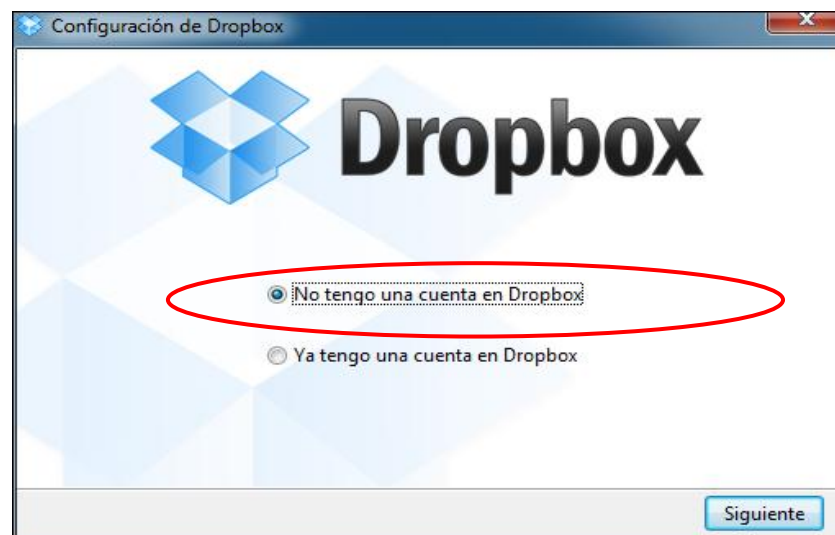 Configuración de Dropbox
Dropbox
No tengo una cuenta en Dropbox
Ya tengo una cuenta en Dropbox
Siguiente